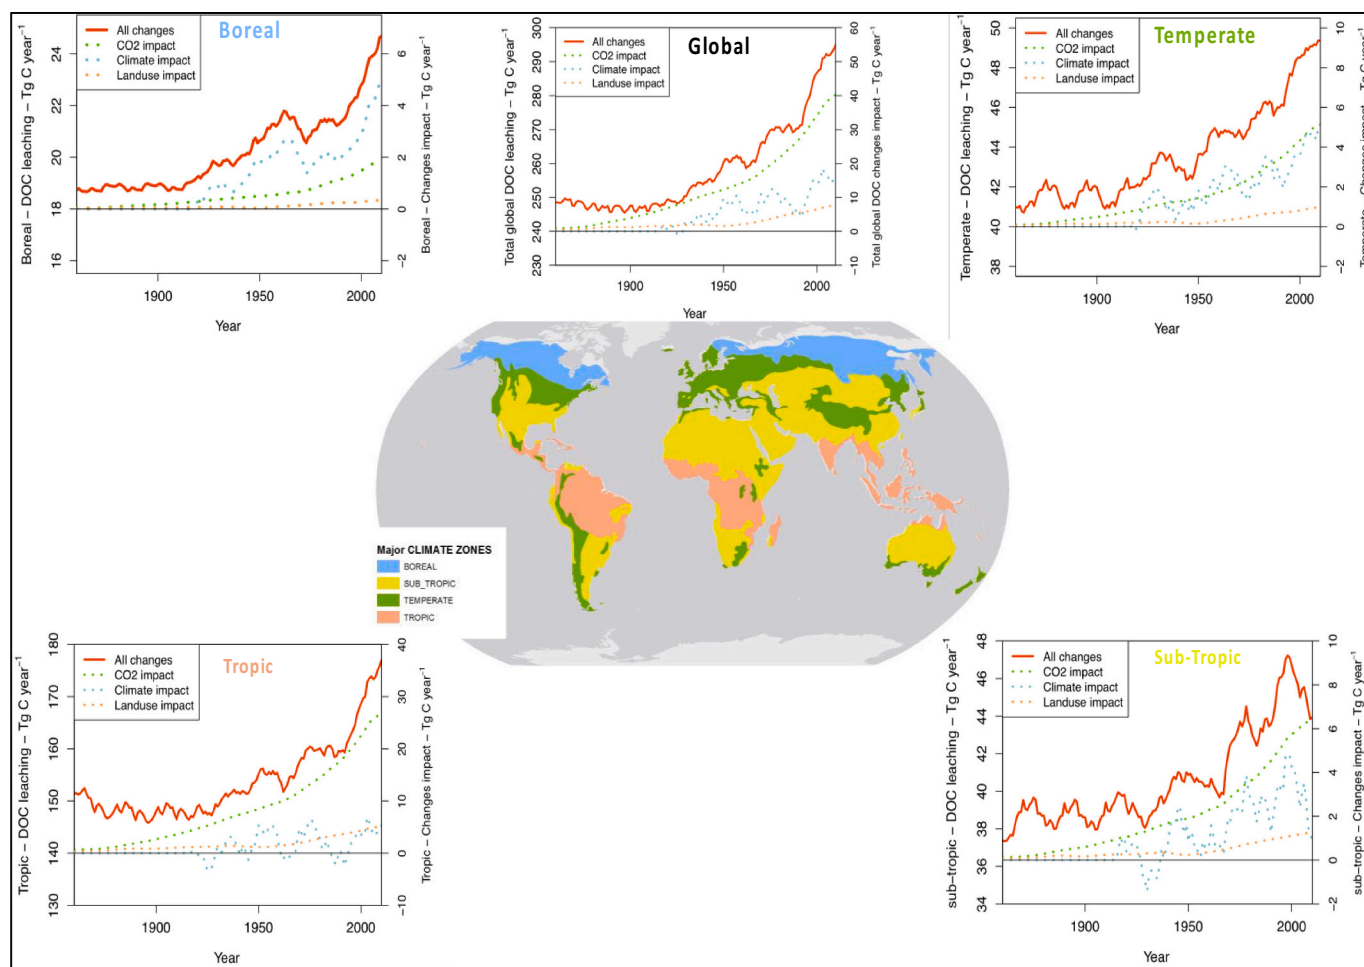 Boreal
All changes
CO2 impact
Climate impact
Landuse impact
Boreal – DOC leaching – Tg C year⁻¹
16 18 20 22 24
Boreal – Changes impact – Tg C year⁻¹
−2 0 2 4 6
1900 1950 2000
Year
Global
All changes
CO2 impact
Climate impact
Landuse impact
Total global DOC leaching – Tg C year⁻¹
230 240 250 260 270 280 290 300
Total global DOC changes impact – Tg C year⁻¹
−10 0 10 20 30 40 50 60
1900 1950 2000
Year
Temperate
All changes
CO2 impact
Climate impact
Landuse impact
Temperate – DOC leaching – Tg C year⁻¹
38 40 42 44 46 48 50
Temperate – Changes impact – Tg C year⁻¹
−2 0 2 4 6 8 10
1900 1950 2000
Year
Major CLIMATE ZONES
BOREAL
SUB_TROPIC
TEMPERATE
TROPIC
Tropic
All changes
CO2 impact
Climate impact
Landuse impact
Tropic – DOC leaching – Tg C year⁻¹
130 140 150 160 170 180
Tropic – Changes impact – Tg C year⁻¹
−10 0 10 20 30 40
1900 1950 2000
Year
Sub-Tropic
All changes
CO2 impact
Climate impact
Landuse impact
sub–tropic – DOC leaching – Tg C year⁻¹
34 36 38 40 42 44 46 48
sub–tropic – Changes impact – Tg C year⁻¹
−2 0 2 4 6 8 10
1900 1950 2000
Year